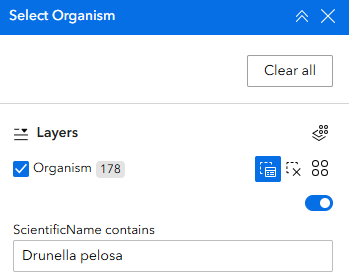 Select Organism
Clear all
Layers
Organism 178
ScientificName contains
Drunella pelosa